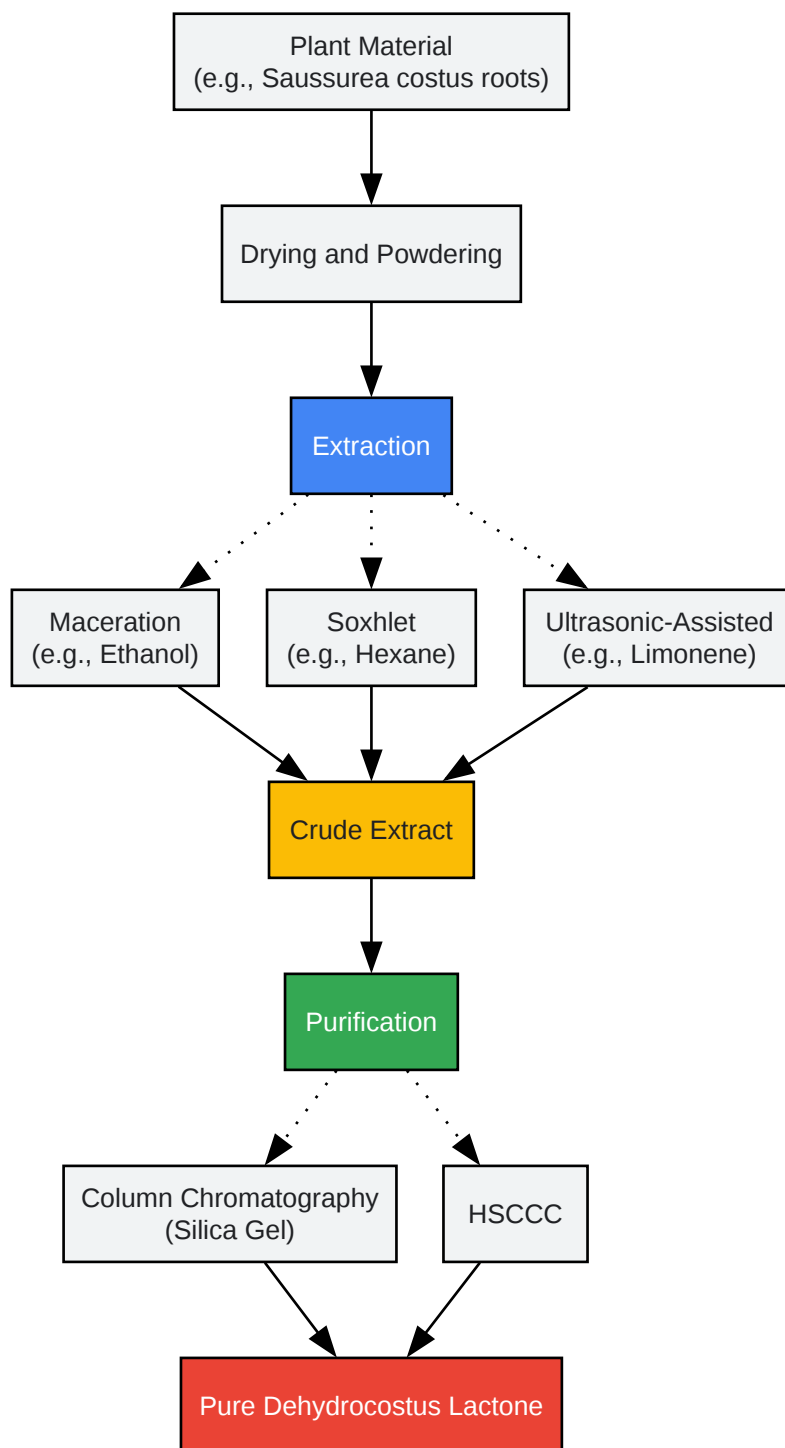 Plant Material
(e.g., Saussurea costus roots)
Drying and Powdering
Extraction
Maceration
(e.g., Ethanol)
Soxhlet
(e.g., Hexane)
Ultrasonic-Assisted
(e.g., Limonene)
Crude Extract
Purification
Column Chromatography
(Silica Gel)
HSCCC
Pure Dehydrocostus Lactone